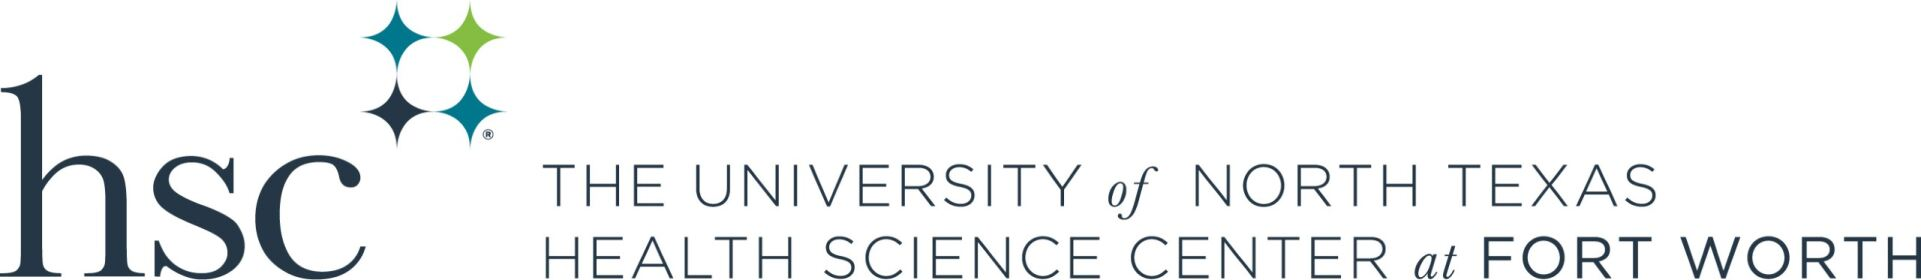 hsc®
THE UNIVERSITY of NORTH TEXAS
HEALTH SCIENCE CENTER at FORT WORTH